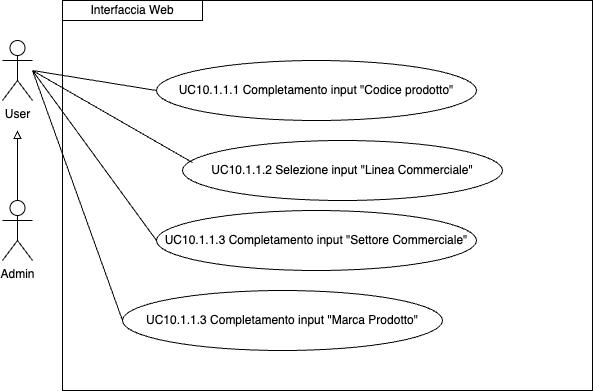 Interfaccia Web
UC10.1.1.1 Completamento input "Codice prodotto"
User
UC10.1.1.2 Selezione input "Linea Commerciale"
UC10.1.1.3 Completamento input "Settore Commerciale"
Admin
UC10.1.1.3 Completamento input "Marca Prodotto"